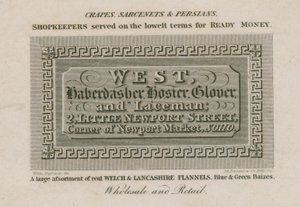 CRAPES, SARCENETS & PERSIANS.
SHOPKEEPERS served on the lowest terms for READY MONEY.
WEST,
Haberdasher Hosier, Glover,
and Laceman;
2, LITTLE NEWPORT STREET,
Corner of Newport Market, SOHO.
A large assortment of real WELCH & LANCASHIRE FLANNELS. Blue & Green Baizes.
Wholesale and Retail.